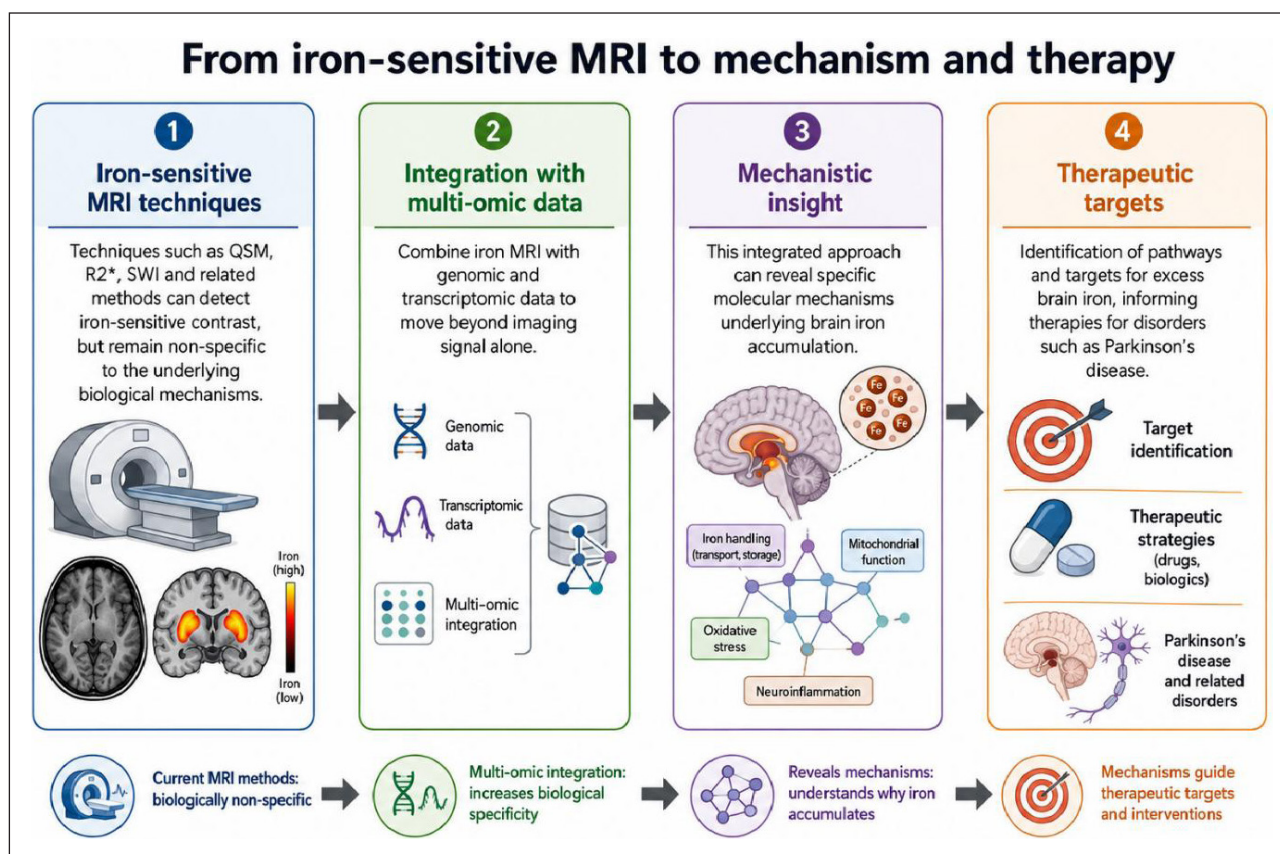 From iron-sensitive MRI to mechanism and therapy
1
Iron-sensitive
MRI techniques
Techniques such as QSM,
R2*, SWI and related
methods can detect
iron-sensitive contrast,
but remain non-specific
to the underlying
biological mechanisms.
Iron
(high)
Iron
(low)
2
Integration with
multi-omic data
Combine iron MRI with
genomic and
transcriptomic data to
move beyond imaging
signal alone.
Genomic
data
Transcriptomic
data
Multi-omic
integration
3
Mechanistic
insight
This integrated approach
can reveal specific
molecular mechanisms
underlying brain iron
accumulation.
Fe
Fe
Fe
Fe
Fe
Iron handling
(transport, storage)
Mitochondrial
function
Oxidative
stress
Neuroinflammation
4
Therapeutic
targets
Identification of pathways
and targets for excess
brain iron, informing
therapies for disorders
such as Parkinson's
disease.
Target
identification
Therapeutic
strategies
(drugs,
biologics)
Parkinson's
disease
and related
disorders
Current MRI methods:
biologically non-specific
Multi-omic integration:
increases biological
specificity
Reveals mechanisms:
understands why iron
accumulates
Mechanisms guide
therapeutic targets
and interventions